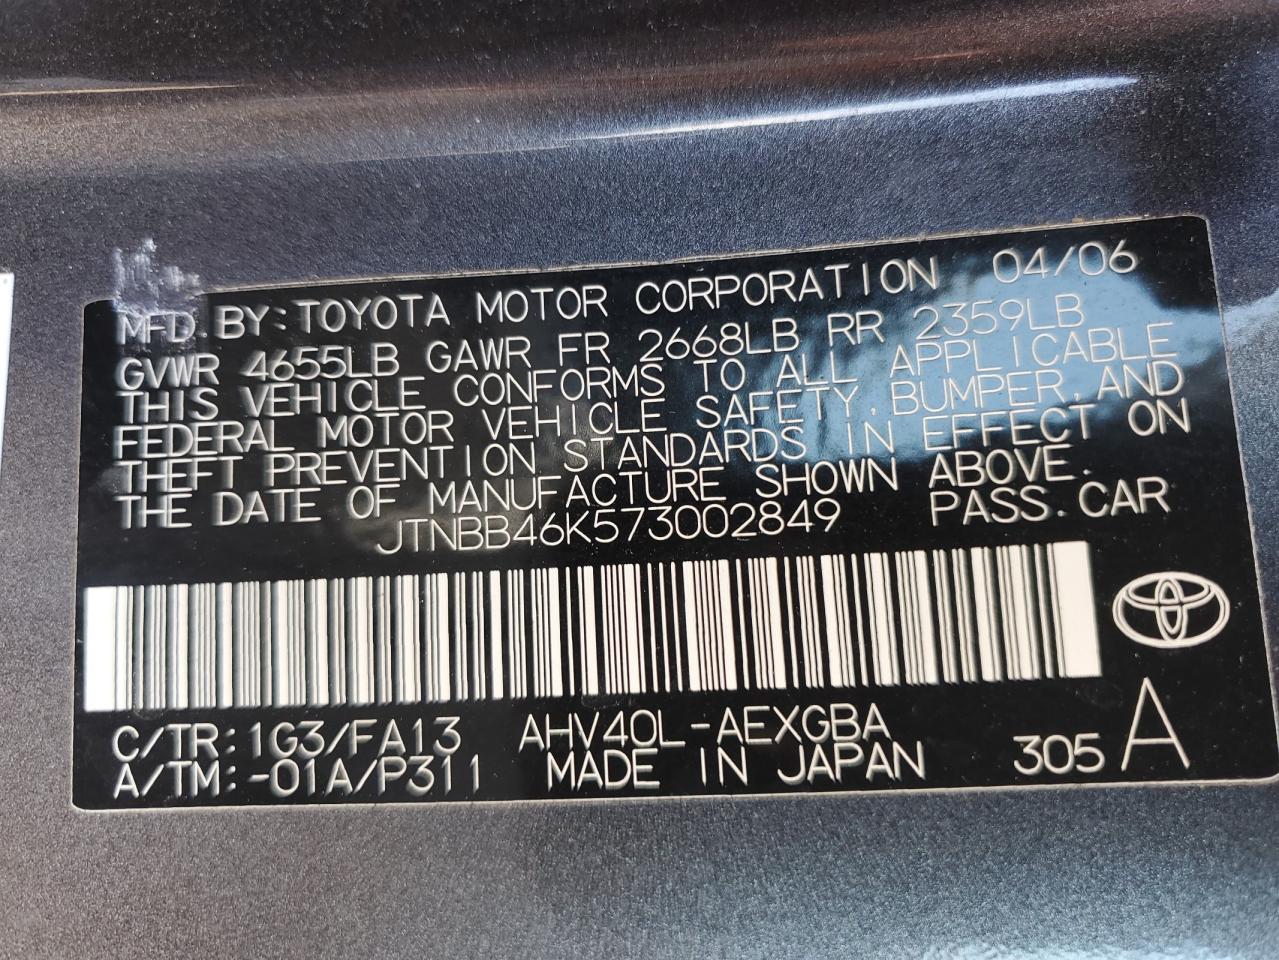 MFD. BY: TOYOTA MOTOR CORPORATION 04/06
GVWR 4655LB GAWR FR 2668LB RR 2359LB
THIS VEHICLE CONFORMS TO ALL APPLICABLE
FEDERAL MOTOR VEHICLE SAFETY, BUMPER, AND
THEFT PREVENTION STANDARDS IN EFFECT ON
THE DATE OF MANUFACTURE SHOWN ABOVE.
JTNBB46K573002849 PASS. CAR
C/TR: 1G3/FA13 AHV40L-AEXGBA
A/TM: -01A/P311 MADE IN JAPAN 305 A